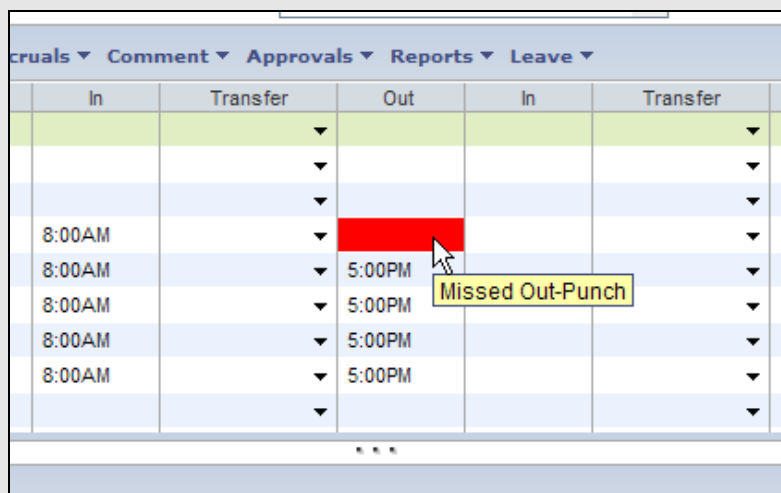 cruals Comment Approvals Reports Leave
In Transfer Out In Transfer
8:00AM
8:00AM 5:00PM
Missed Out-Punch
8:00AM 5:00PM
8:00AM 5:00PM
8:00AM 5:00PM